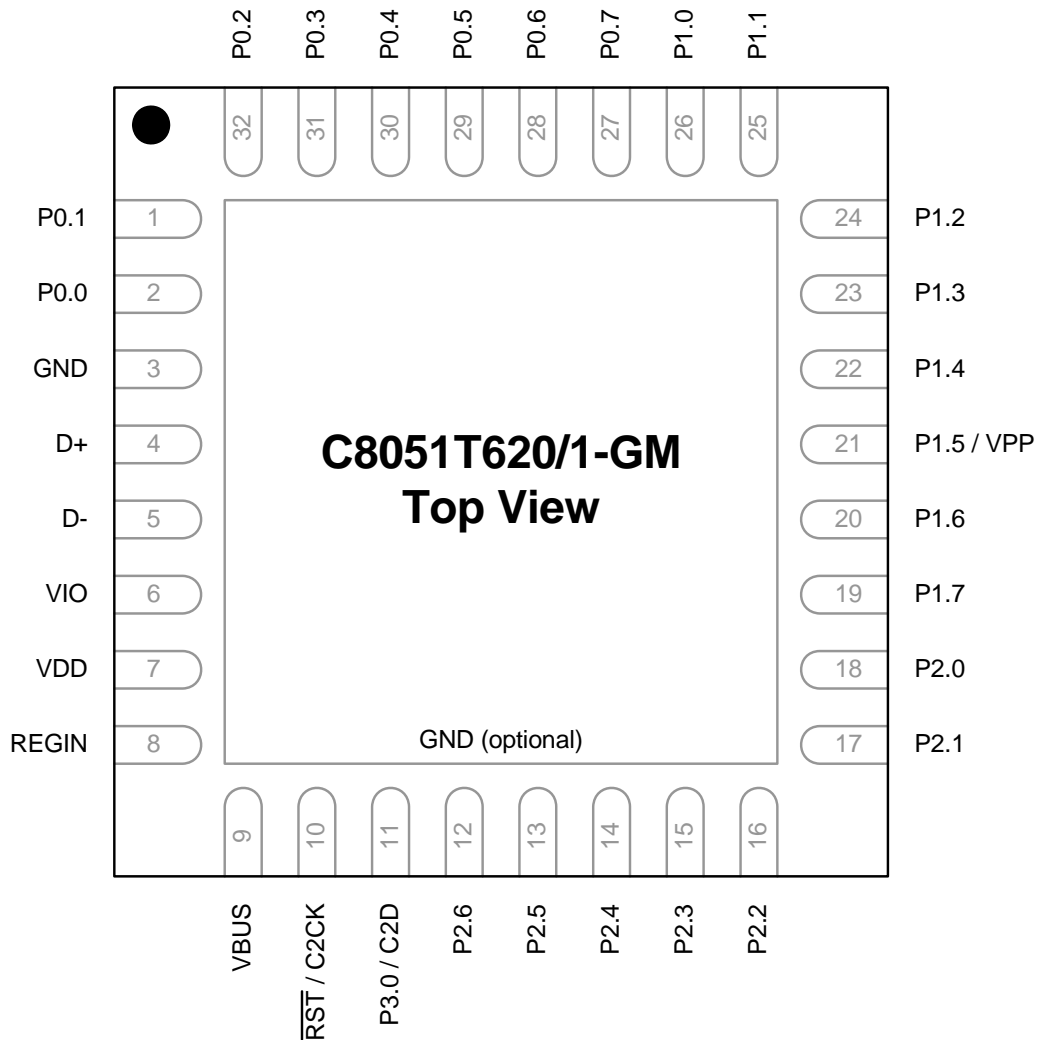 P0.2
P0.3
P0.4
P0.5
P0.6
P0.7
P1.0
P1.1
32
31
30
29
28
27
26
25
P0.1 1
P0.0 2
GND 3
D+ 4
D- 5
VIO 6
VDD 7
REGIN 8
C8051T620/1-GM
Top View
GND (optional)
24 P1.2
23 P1.3
22 P1.4
21 P1.5 / VPP
20 P1.6
19 P1.7
18 P2.0
17 P2.1
9
10
11
12
13
14
15
16
VBUS
RST / C2CK
P3.0 / C2D
P2.6
P2.5
P2.4
P2.3
P2.2